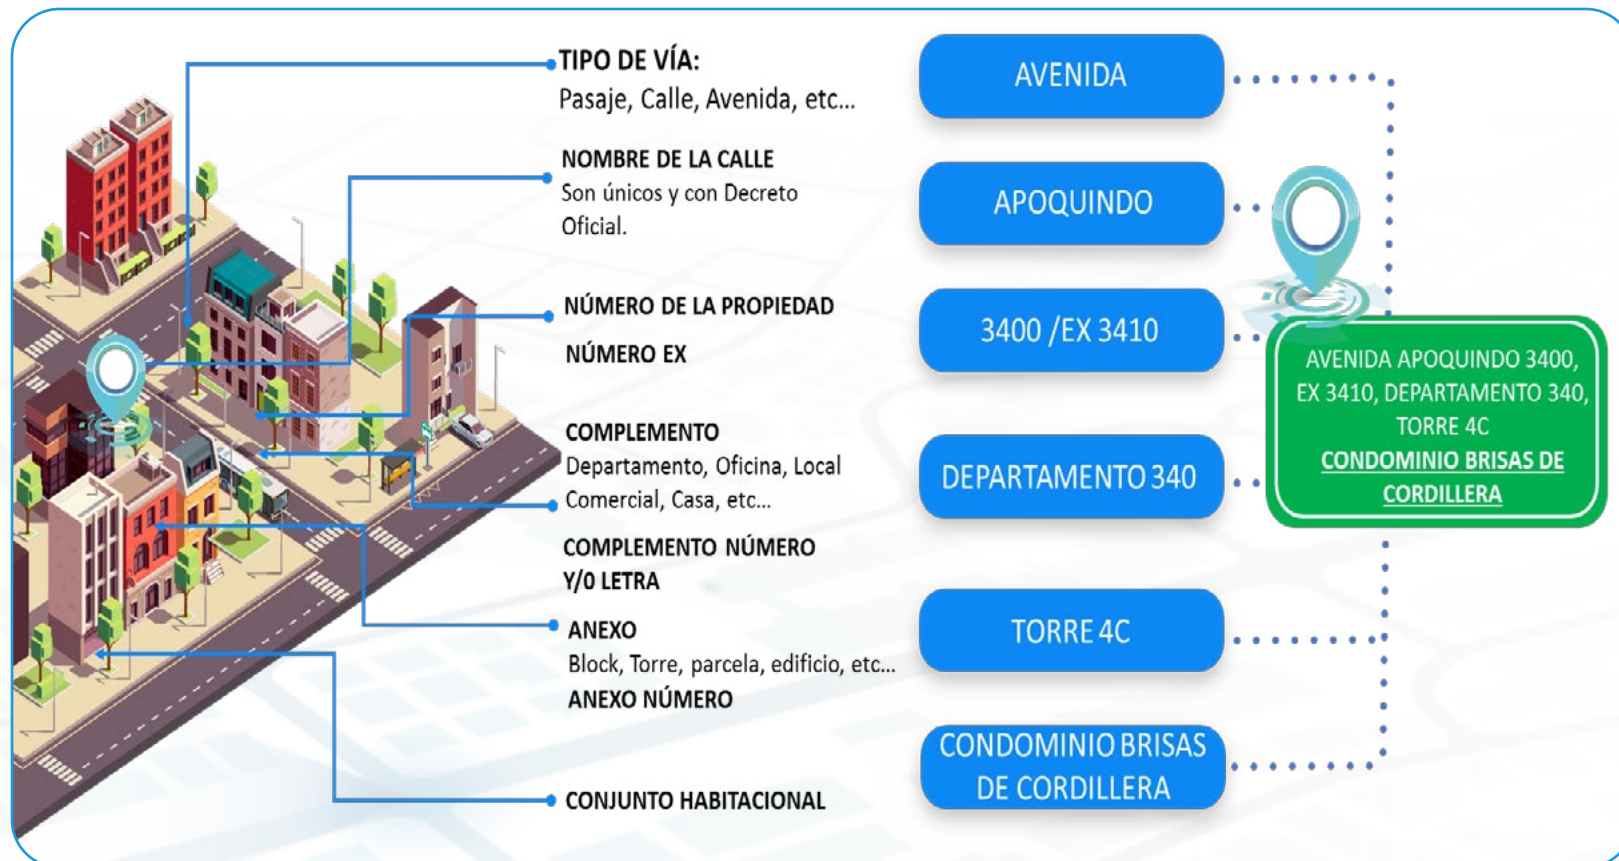 TIPO DE VÍA:
Pasaje, Calle, Avenida, etc...
NOMBRE DE LA CALLE
Son únicos y con Decreto
Oficial.
NÚMERO DE LA PROPIEDAD
NÚMERO EX
COMPLEMENTO
Departamento, Oficina, Local
Comercial, Casa, etc...
COMPLEMENTO NÚMERO
Y/0 LETRA
ANEXO
Block, Torre, parcela, edificio, etc...
ANEXO NÚMERO
CONJUNTO HABITACIONAL
AVENIDA
APOQUINDO
3400 /EX 3410
DEPARTAMENTO 340
TORRE 4C
CONDOMINIO BRISAS
DE CORDILLERA
AVENIDA APOQUINDO 3400,
EX 3410, DEPARTAMENTO 340,
TORRE 4C
CONDOMINIO BRISAS DE
CORDILLERA